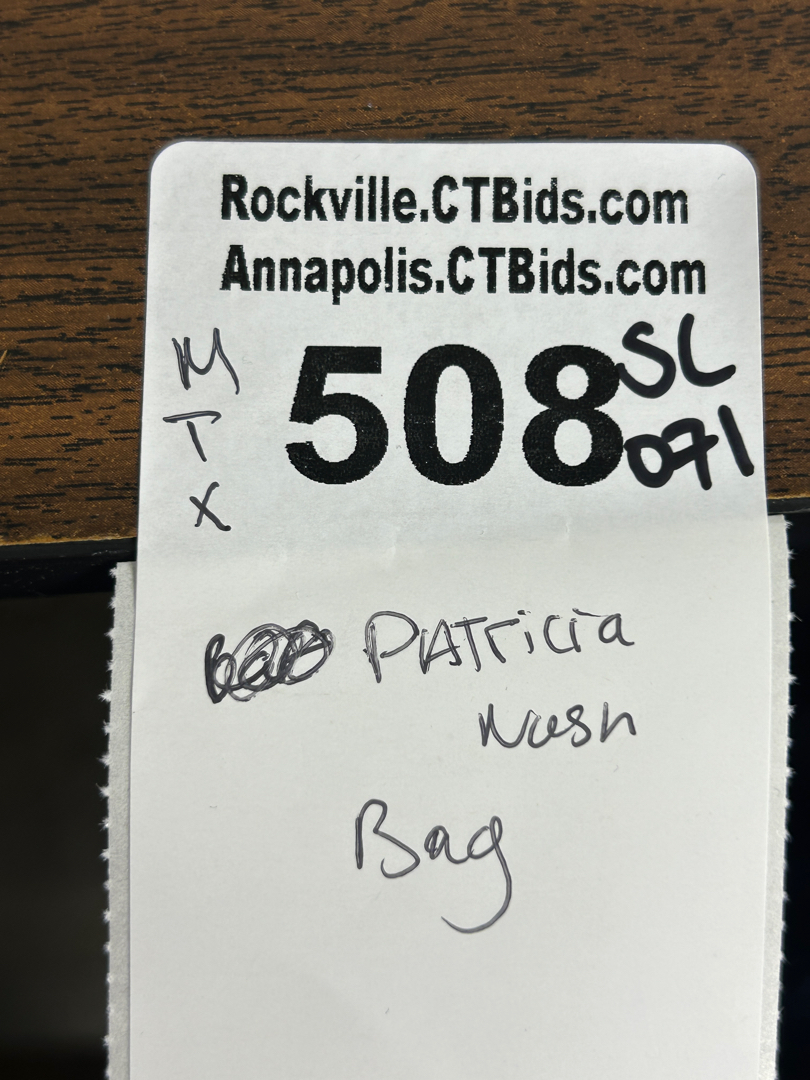 Rockville.CTBids.com
Annapolis.CTBids.com
M
T
X
508
SL
071
PATricia
Nash
Bag